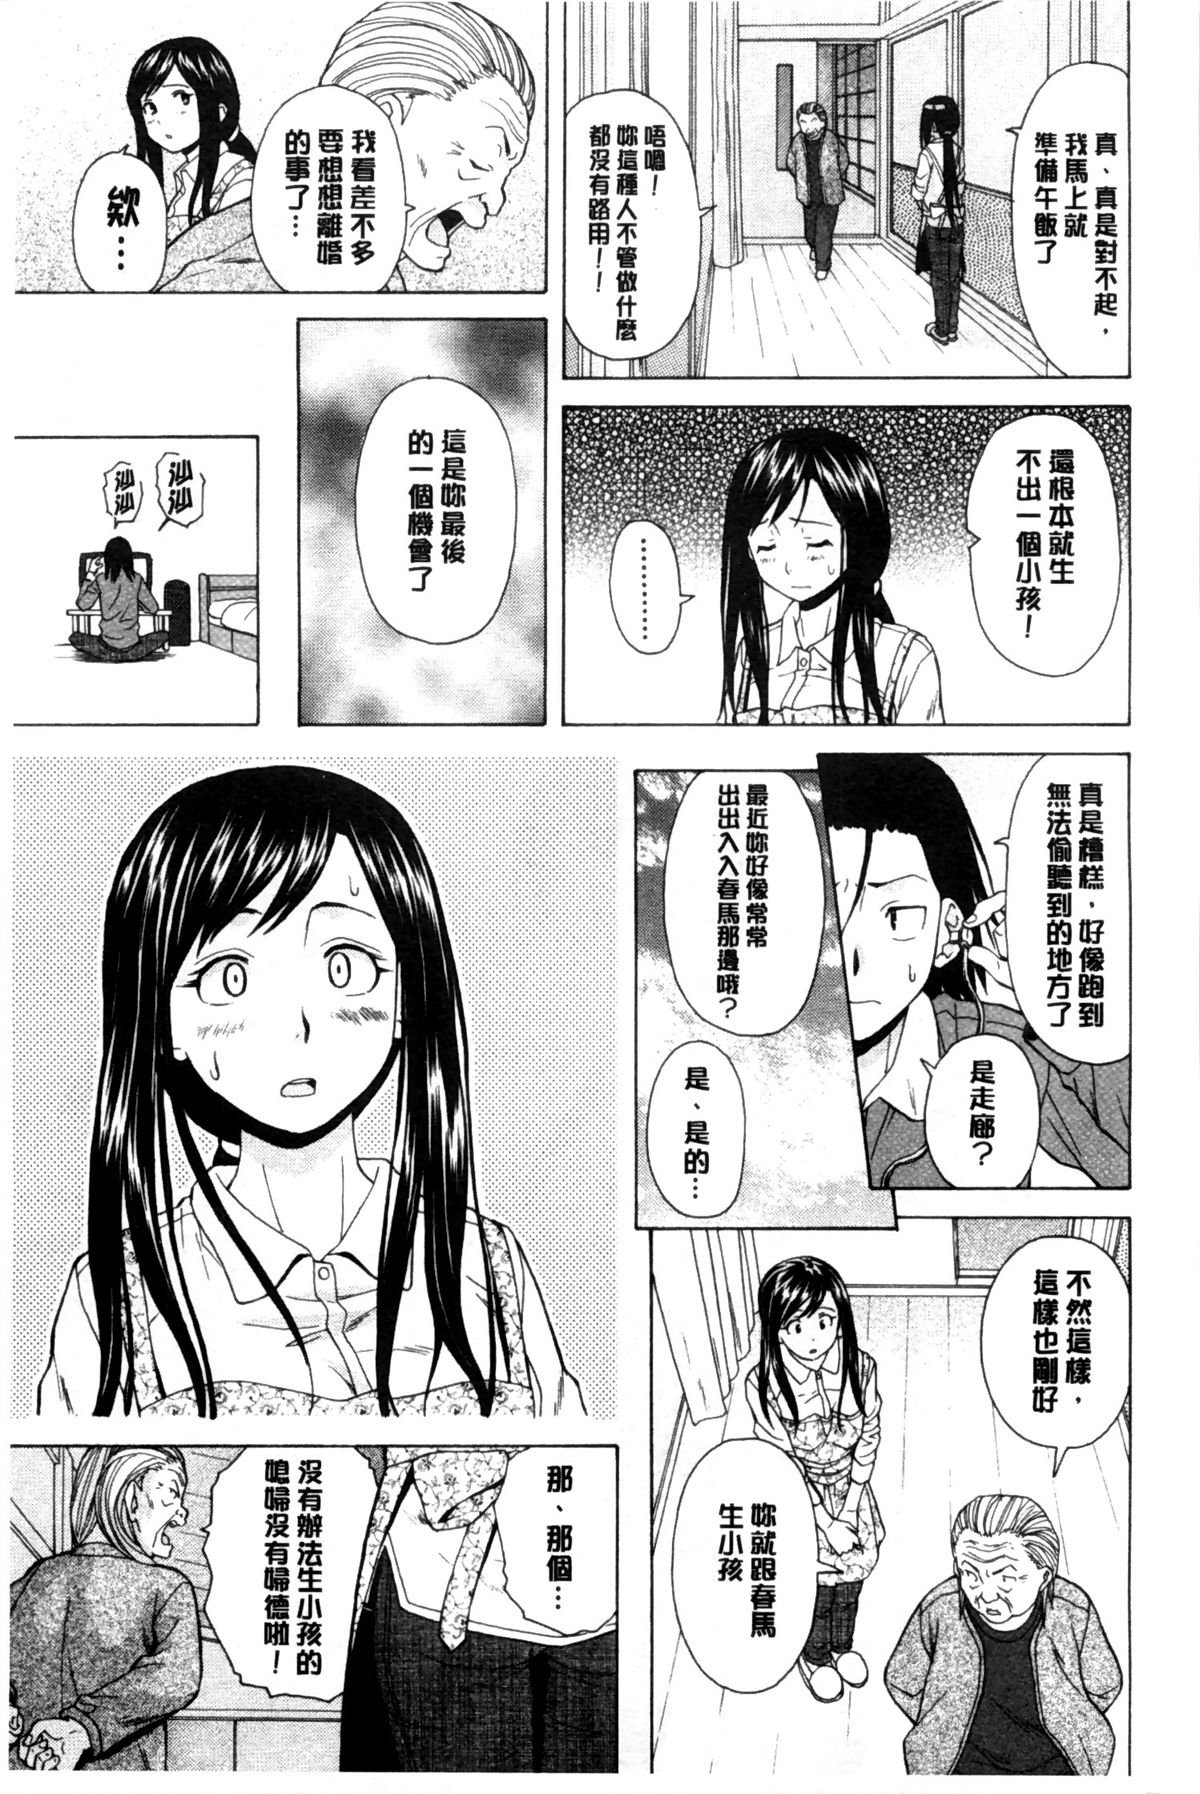 真、真是對不起，
我馬上就
準備午飯了
唔嗯！
妳這種人不管做什麼
都沒有路用！！
我看差不多
要想想離婚
的事了…
欸…
還根本就生
不出一個小孩！
………
這是妳最後
的一個機會了
汕汕
汕汕
真是糟糕，好像跑到
無法偷聽到的地方了
是走廊？
最近妳好像常常
出出入入春馬那邊哦？
是、是的…
不然這樣，
這樣也剛好
妳就跟春馬
生小孩
那、那個…
沒有辦法生小孩的
媳婦沒有婦德啦！